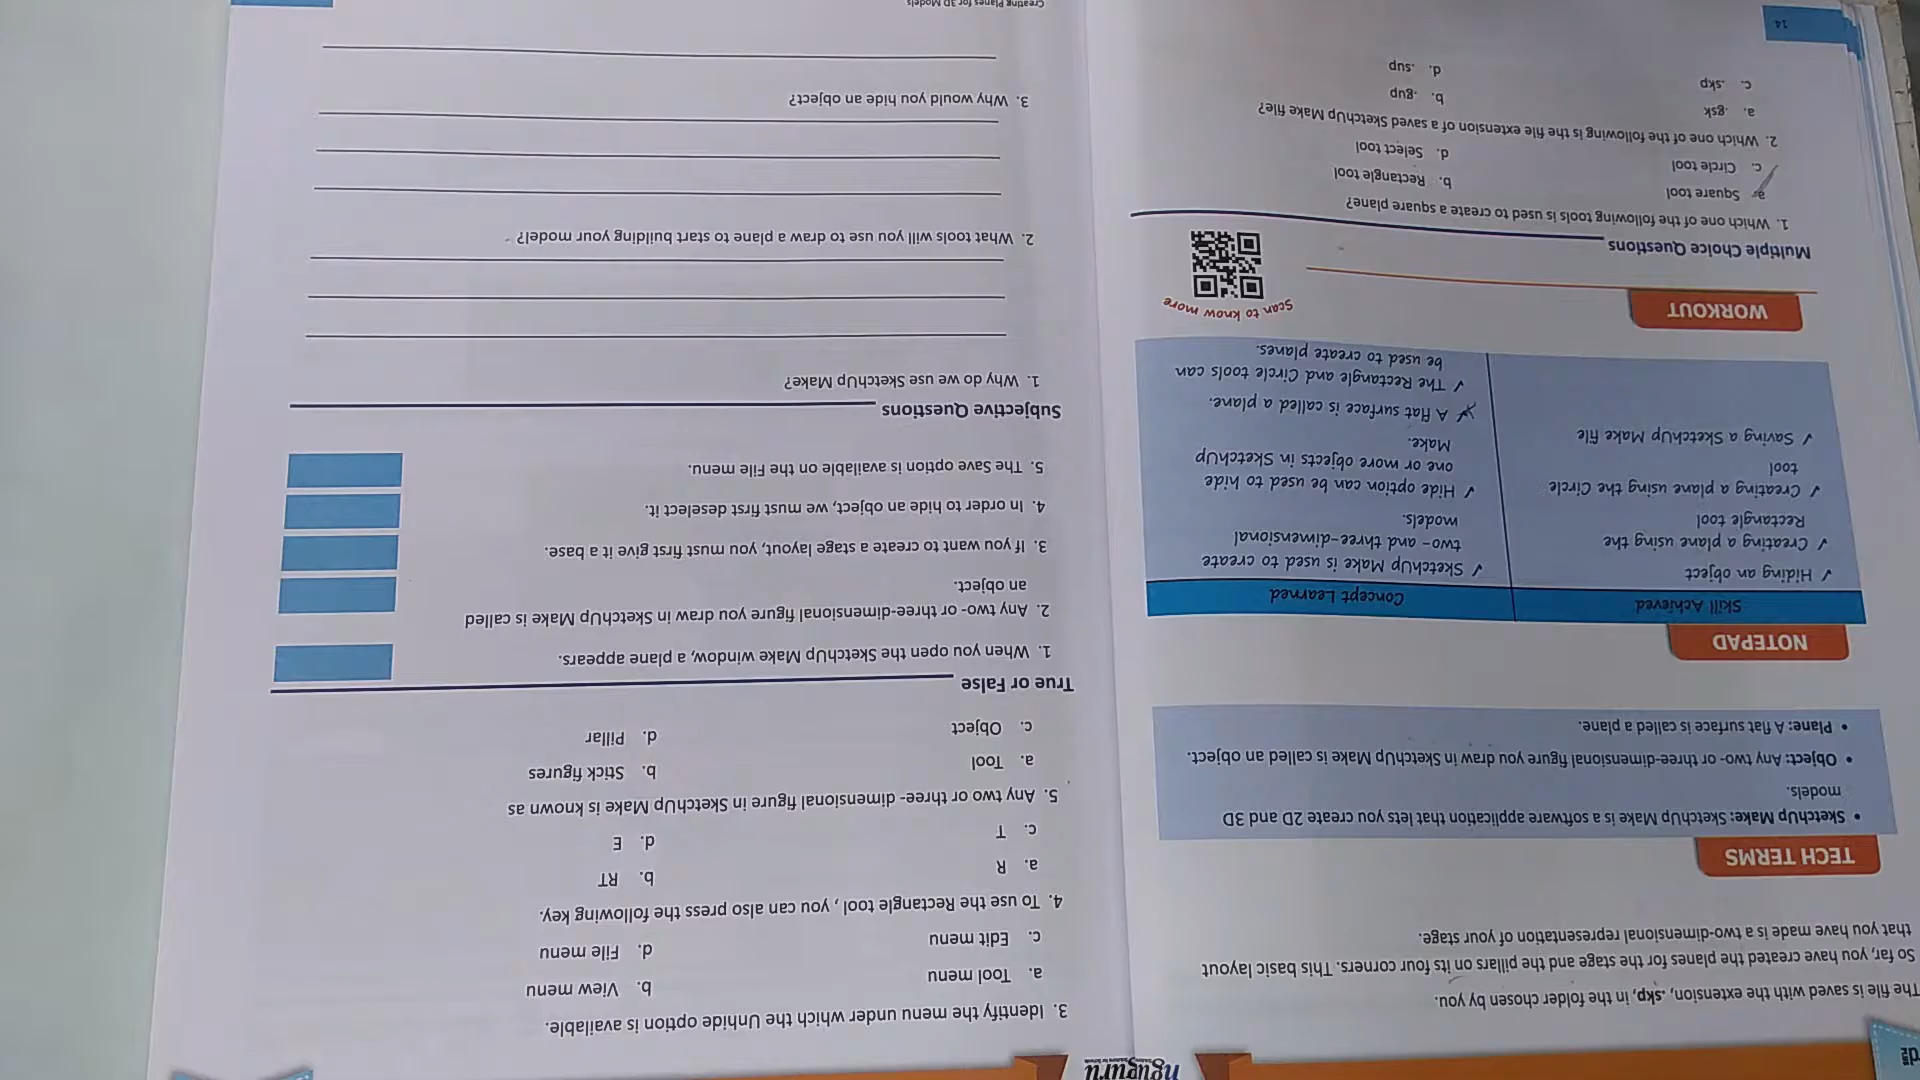 The file is saved with the extension, .skp, in the folder chosen by you.
So far, you have created the planes for the stage and the pillars on its four corners. This basic layout
that you have made is a two-dimensional representation of your stage.
TECH TERMS
• SketchUp Make: SketchUp Make is a software application that lets you create 2D and 3D
models.
• Object: Any two- or three-dimensional figure you draw in SketchUp Make is called an object.
• Plane: A flat surface is called a plane.
NOTEPAD
Skill Achieved
✓ Hiding an object
✓ Creating a plane using the
Rectangle tool
✓ Creating a plane using the Circle
tool
✓ Saving a SketchUp Make file
Concept Learned
✓ SketchUp Make is used to create
two- and three-dimensional
models.
✓ Hide option can be used to hide
one or more objects in SketchUp
Make.
✓ A flat surface is called a plane.
✓ The Rectangle and Circle tools can
be used to create planes.
WORKOUT
Scan to know more
Multiple Choice Questions
1. Which one of the following tools is used to create a square plane?
a. Square tool b. Rectangle tool
c. Circle tool d. Select tool
2. Which one of the following is the file extension of a saved SketchUp Make file?
a. .gsk b. .gup
c. .skp d. .sup
14
nguru
3. Identify the menu under which the Unhide option is available.
a. Tool menu b. View menu
c. Edit menu d. File menu
4. To use the Rectangle tool , you can also press the following key.
a. R b. RT
c. T d. E
5. Any two or three- dimensional figure in SketchUp Make is known as
a. Tool b. Stick figures
c. Object d. Pillar
True or False
1. When you open the SketchUp Make window, a plane appears.
2. Any two- or three-dimensional figure you draw in SketchUp Make is called
an object.
3. If you want to create a stage layout, you must first give it a base.
4. In order to hide an object, we must first deselect it.
5. The Save option is available on the File menu.
Subjective Questions
1. Why do we use SketchUp Make?
2. What tools will you use to draw a plane to start building your model?
3. Why would you hide an object?
Creating Planes for 3D Models